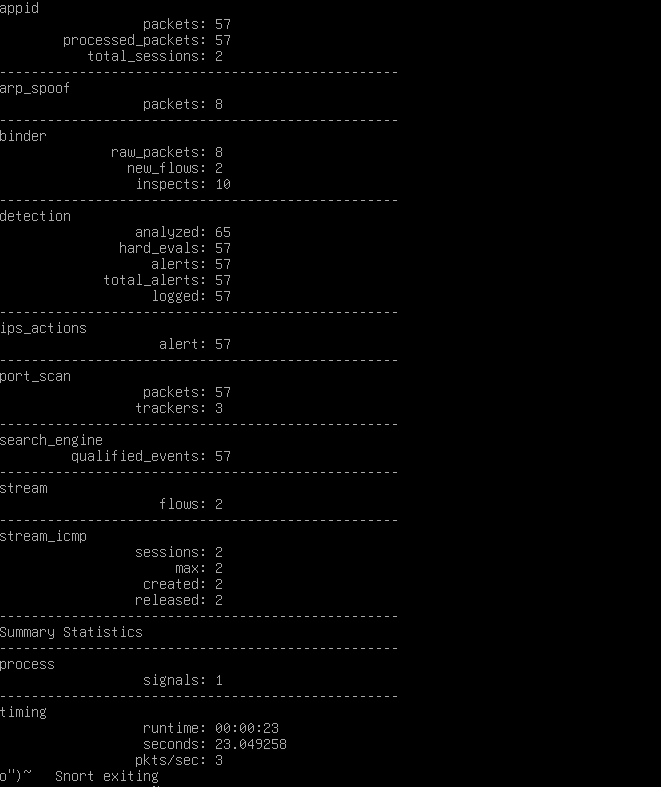 appid
packets: 57
processed_packets: 57
total_sessions: 2
--------------------------------------------------
arp_spoof
packets: 8
--------------------------------------------------
binder
raw_packets: 8
new_flows: 2
inspects: 10
--------------------------------------------------
detection
analyzed: 65
hard_evals: 57
alerts: 57
total_alerts: 57
logged: 57
--------------------------------------------------
ips_actions
alert: 57
--------------------------------------------------
port_scan
packets: 57
trackers: 3
--------------------------------------------------
search_engine
qualified_events: 57
--------------------------------------------------
stream
flows: 2
--------------------------------------------------
stream_icmp
sessions: 2
max: 2
created: 2
released: 2
--------------------------------------------------
Summary Statistics
--------------------------------------------------
process
signals: 1
--------------------------------------------------
timing
runtime: 00:00:23
seconds: 23.049258
pkts/sec: 3
o")~   Snort exiting